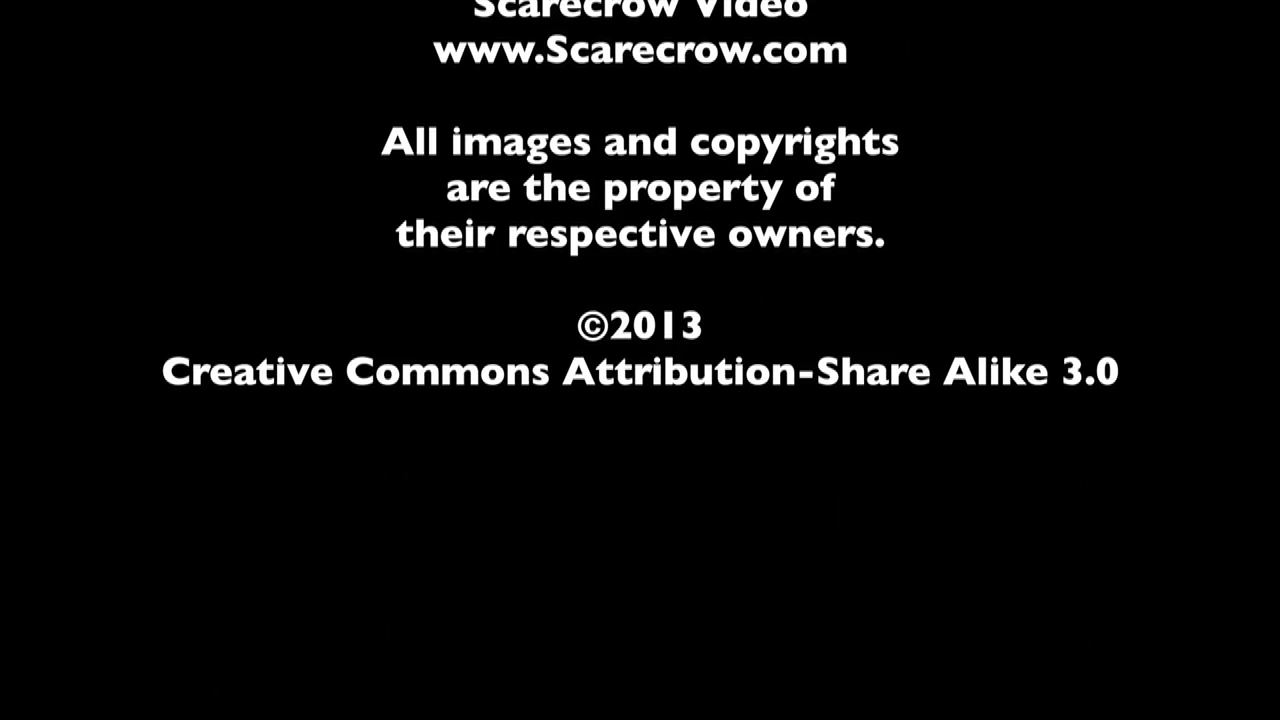 Scarecrow Video
www.Scarecrow.com
All images and copyrights
are the property of
their respective owners.
©2013
Creative Commons Attribution-Share Alike 3.0